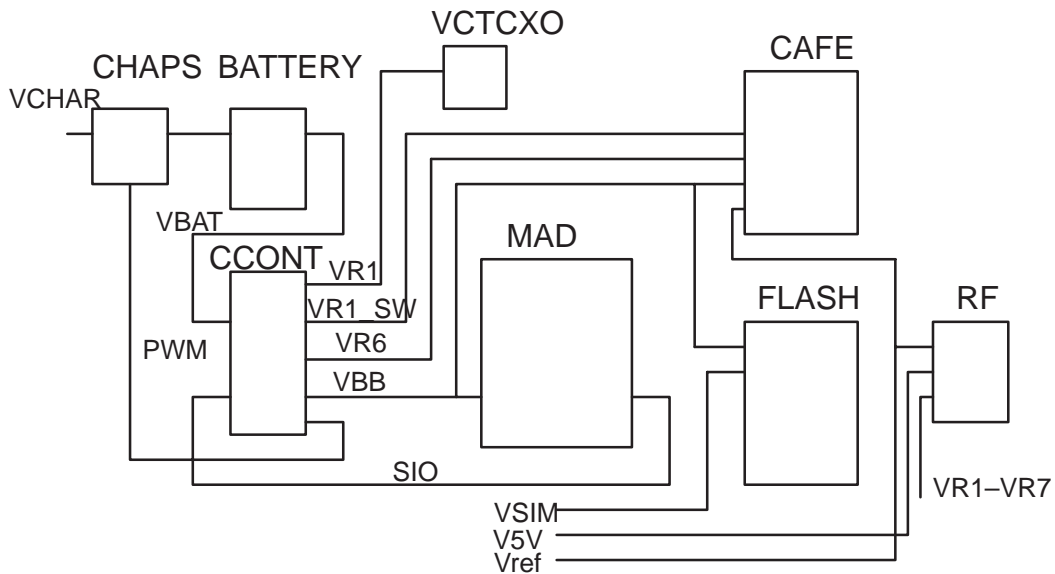 VCTCXO
CAFE
CHAPS BATTERY
VCHAR
VBAT
MAD
CCONT
VR1
FLASH
RF
VR1_SW
PWM
VR6
VBB
SIO
VR1–VR7
VSIM
V5V
Vref